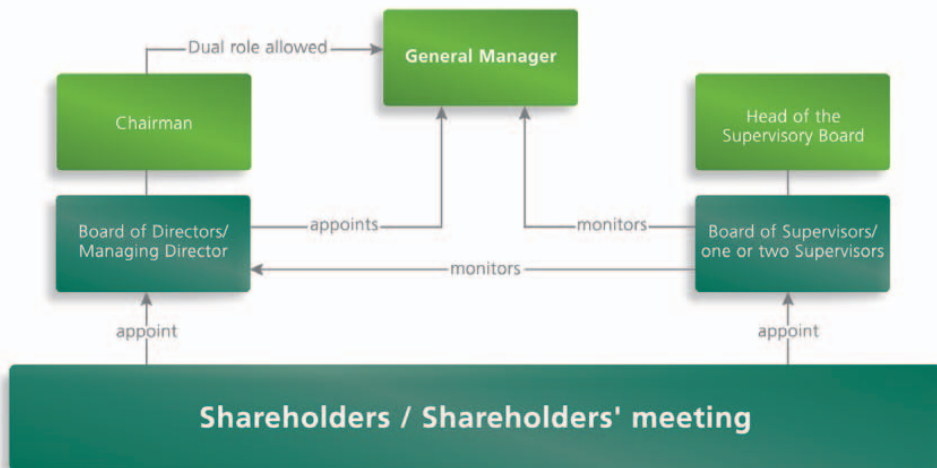 Dual role allowed
General Manager
Chairman
Head of the
Supervisory Board
Board of Directors/
Managing Director
appoints
monitors
Board of Supervisors/
one or two Supervisors
monitors
appoint
appoint
Shareholders / Shareholders' meeting